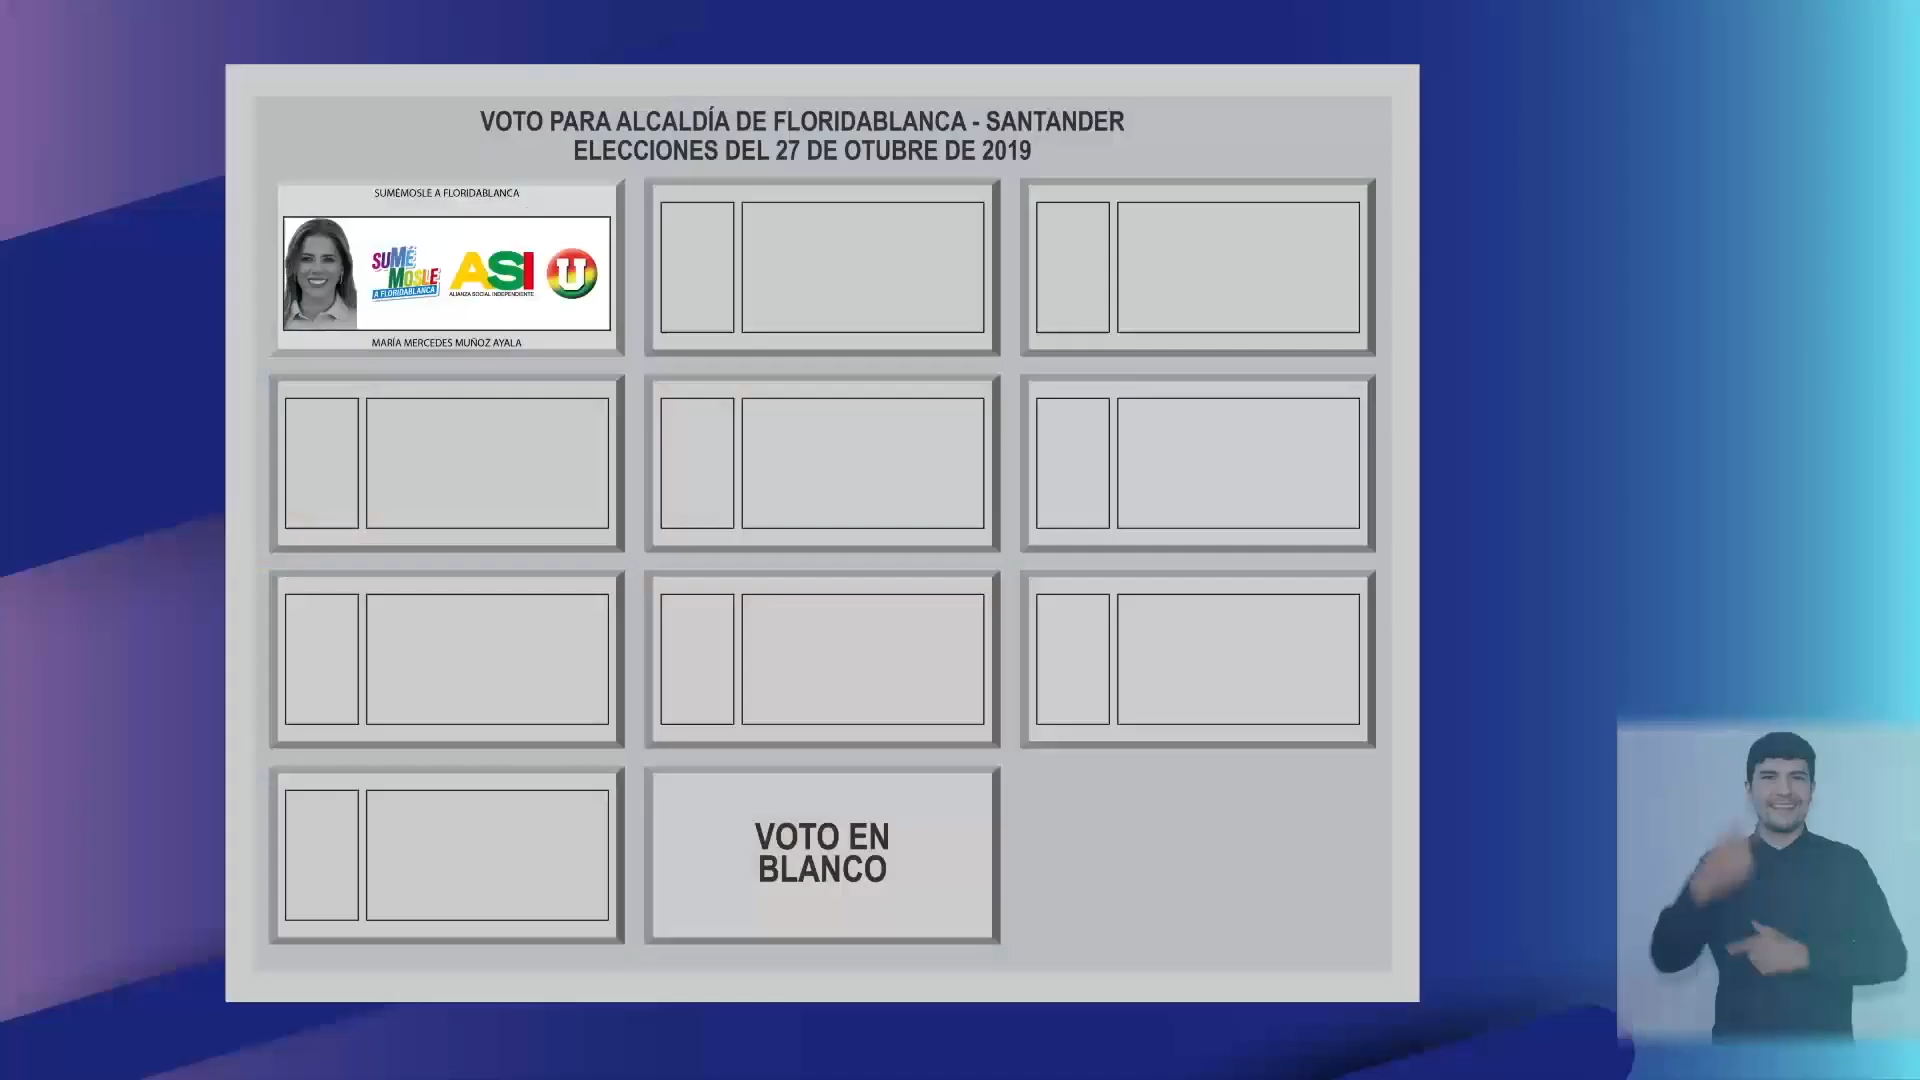 VOTO PARA ALCALDÍA DE FLORIDABLANCA - SANTANDER
ELECCIONES DEL 27 DE OTUBRE DE 2019
SUMÉMOSLE A FLORIDABLANCA
SUMÉ
MOSLE
A FLORIDABLANCA
ASI
ALIANZA SOCIAL INDEPENDIENTE
U
MARÍA MERCEDES MUÑOZ AYALA
VOTO EN
BLANCO